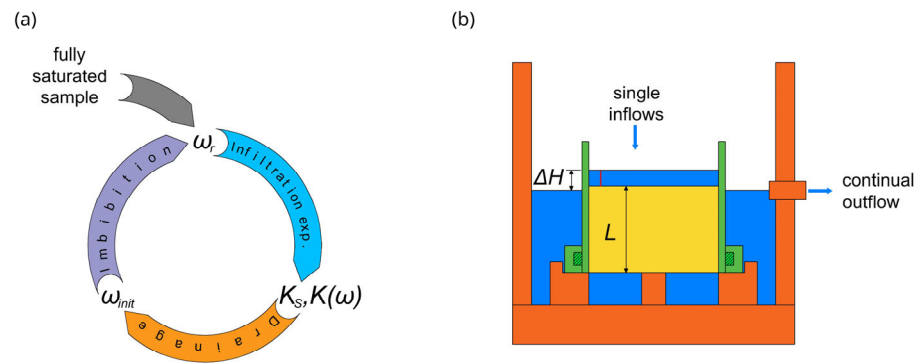 (a)
fully
saturated
sample
ωr
Infiltration exp.
Ks, K(ω)
Drainage
ωinit
Imbibition
(b)
single
inflows
ΔH
L
continual
outflow